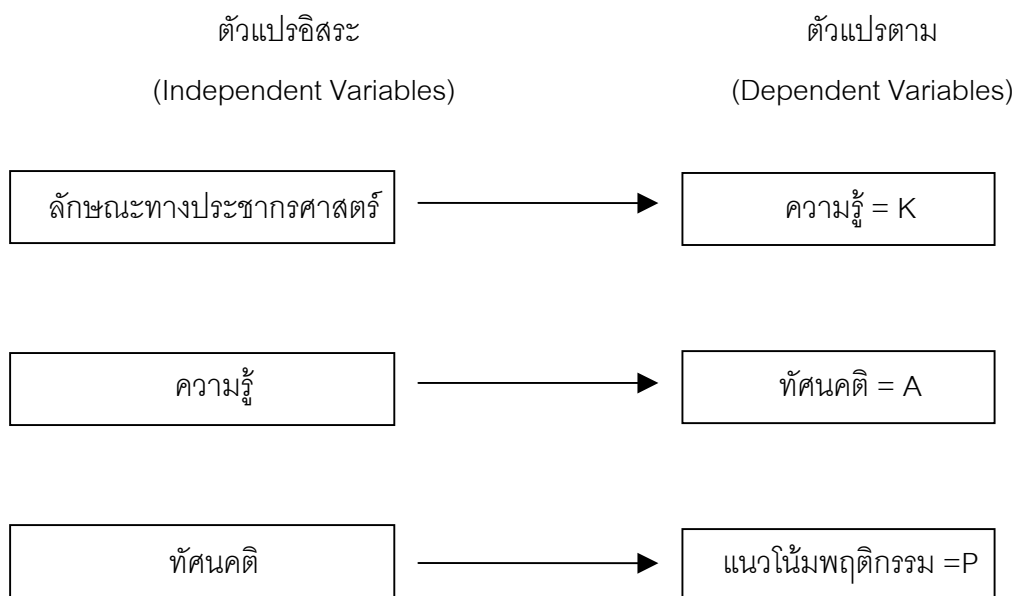 ตัวแปรอิสระ ตัวแปรตาม
(Independent Variables) (Dependent Variables)
ลักษณะทางประชากรศาสตร์ ความรู้ = K
ความรู้ ทัศนคติ = A
ทัศนคติ แนวโน้มพฤติกรรม =P